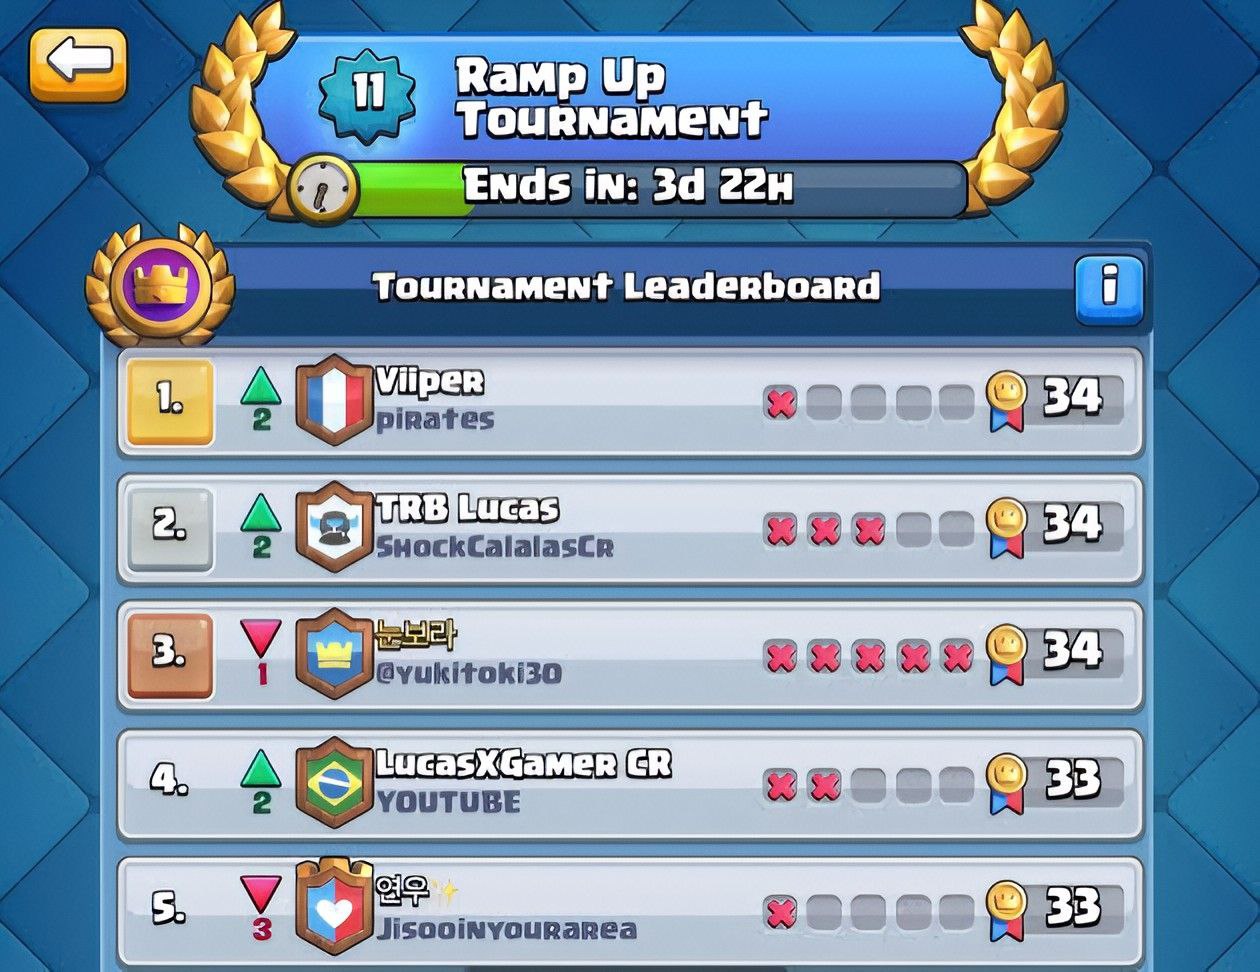 11
Ramp Up
Tournament
Ends in: 3d 22h
Tournament Leaderboard
i
1.
2
Viiper
pirates
34
2.
2
TRB Lucas
ShockCalalasCR
34
3.
1
눈보라
@yukitoki30
34
4.
2
LucasXGamer CR
YOUTUBE
33
5.
3
연우✨
Jisooinyourarea
33